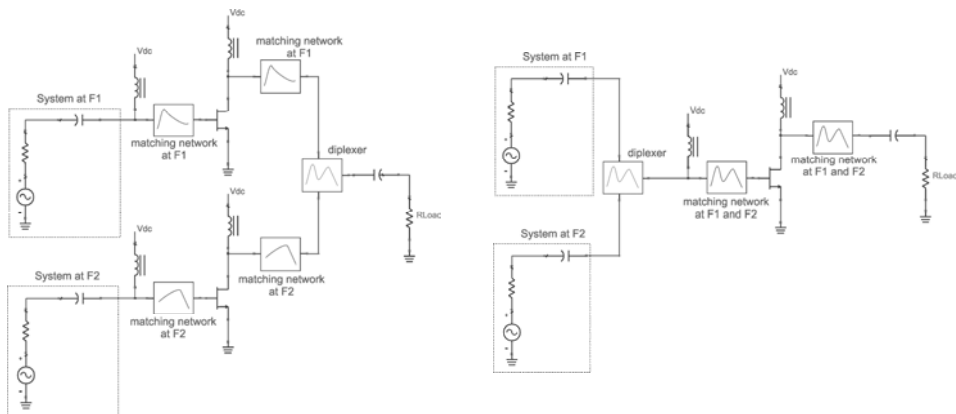 Vdc
matching network
at F1
Vdc
System at F1
matching network
at F1
diplexer
RLoac
Vdc
Vdc
System at F2
matching network
at F2
matching network
at F2
System at F1
Vdc
Vdc
diplexer
matching network
at F1 and F2
matching network
at F1 and F2
RLoac
System at F2